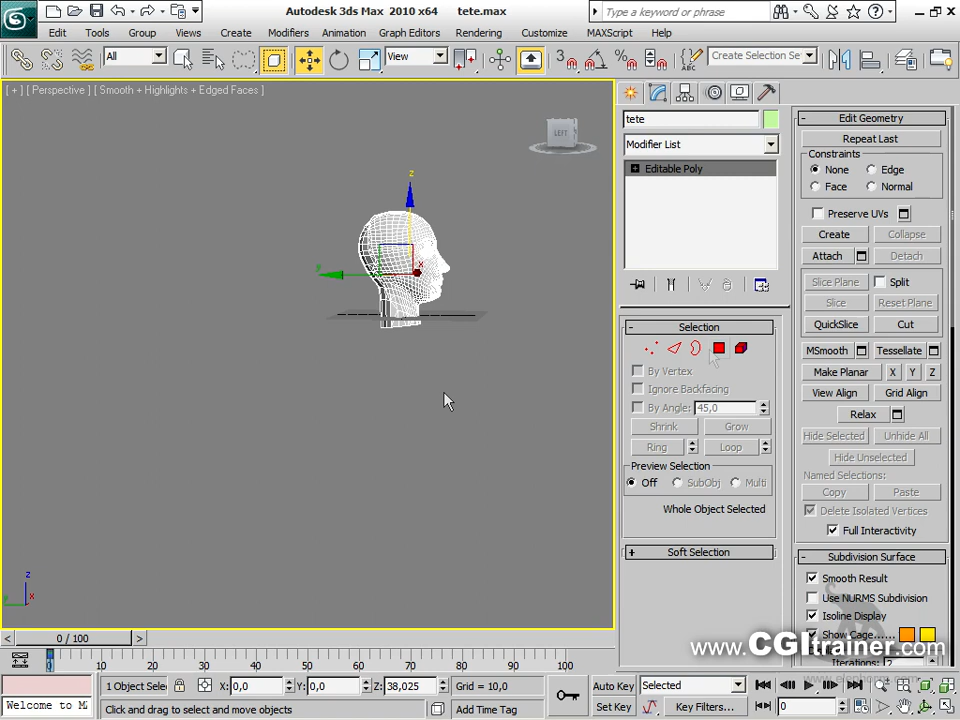 Autodesk 3ds Max 2010 x64 tete.max
Type a keyword or phrase
Edit Tools Group Views Create Modifiers Animation Graph Editors Rendering Customize MAXScript Help
All View 3 Create Selection Se
[ + ] [ Perspective ] [ Smooth + Highlights + Edged Faces ]
LEFT
z
y
x
z
y
x
tete
Modifier List
Editable Poly
Selection
By Vertex
Ignore Backfacing
By Angle: 45,0
Shrink Grow
Ring Loop
Preview Selection
Off SubObj Multi
Whole Object Selected
Soft Selection
Edit Geometry
Repeat Last
Constraints
None Edge
Face Normal
Preserve UVs
Create Collapse
Attach Detach
Slice Plane Split
Slice Reset Plane
QuickSlice Cut
MSmooth Tessellate
Make Planar X Y Z
View Align Grid Align
Relax
Hide Selected Unhide All
Hide Unselected
Named Selections:
Copy Paste
Delete Isolated Vertices
Full Interactivity
Subdivision Surface
Smooth Result
Use NURMS Subdivision
Isoline Display
Show Cage......
Iterations: 2
www.CGItrainer.com
0 / 100
0 10 20 30 40 50 60 70 80 90 100
1 Object Sele X: 0,0 Y: 0,0 Z: 38,025 Grid = 10,0 Auto Key Selected
Welcome to M Click and drag to select and move objects Add Time Tag Set Key Key Filters... 0